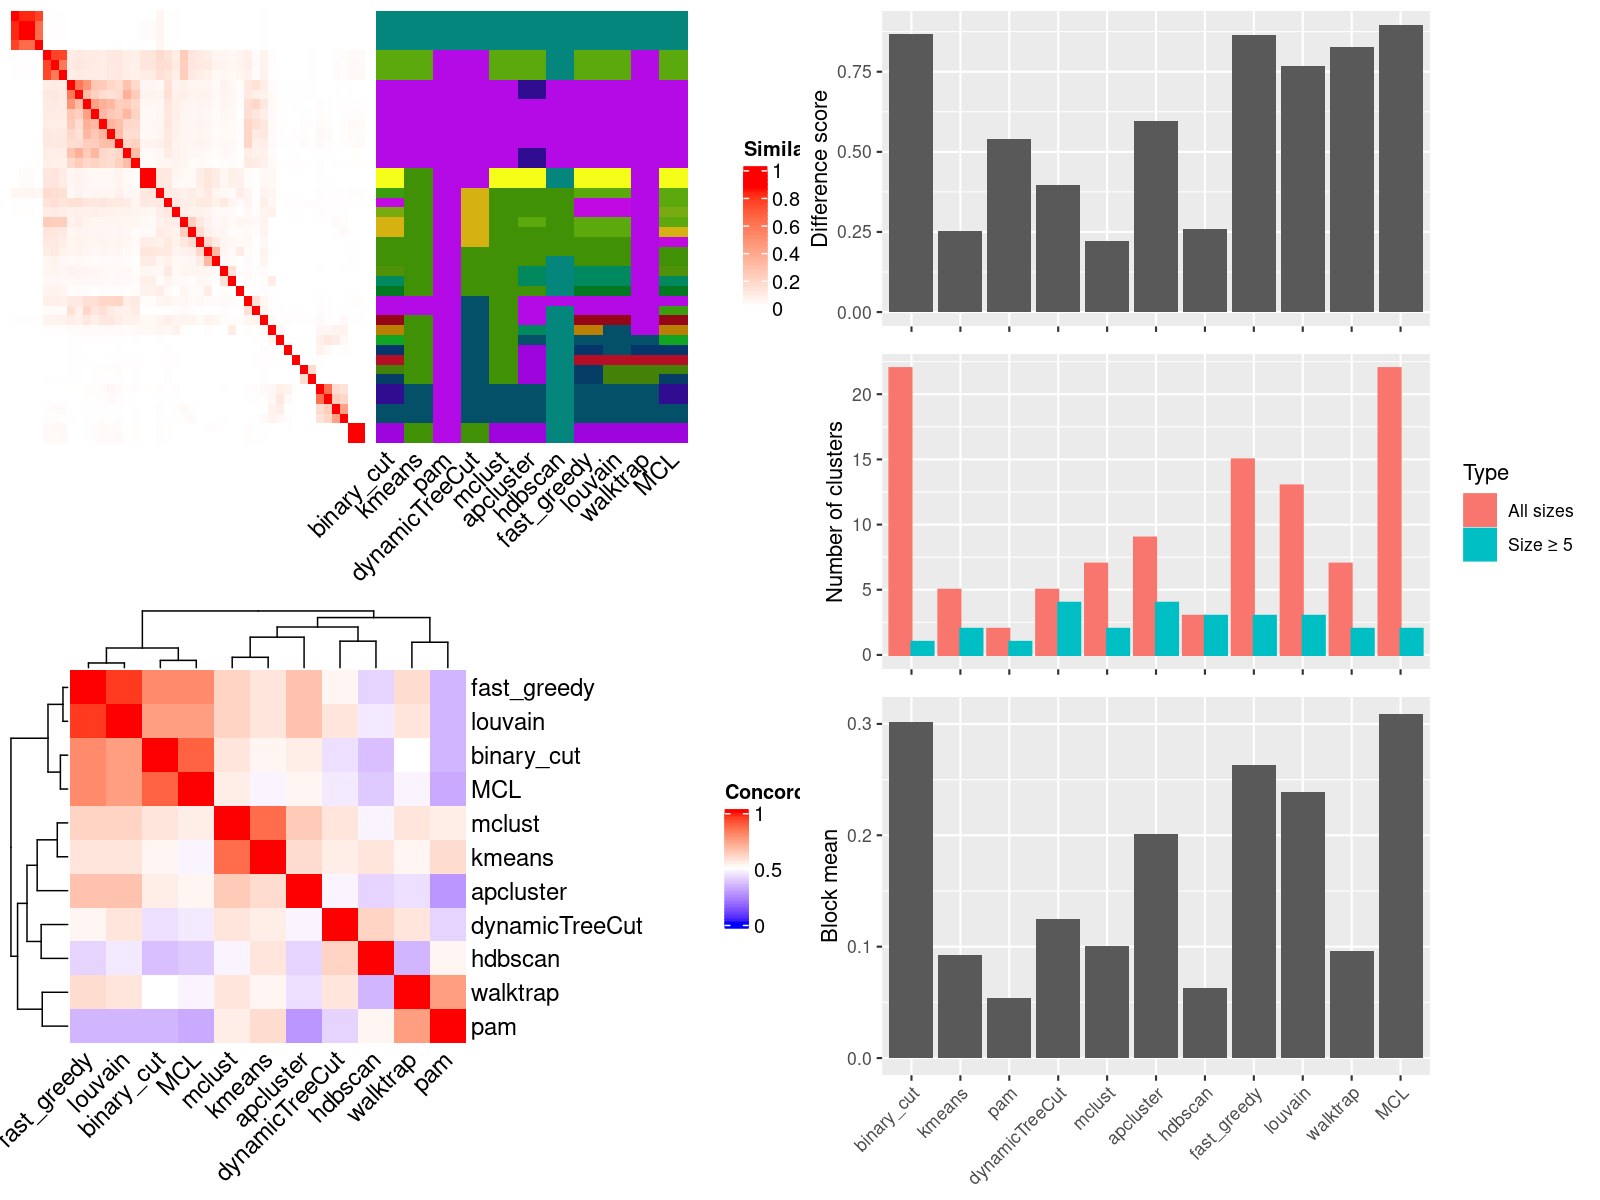 Simila
1
0.8
0.6
0.4
0.2
0
binary_cut
kmeans
pam
dynamicTreeCut
mclust
apcluster
hdbscan
fast_greedy
louvain
walktrap
MCL
fast_greedy
louvain
binary_cut
MCL
mclust
kmeans
apcluster
dynamicTreeCut
hdbscan
walktrap
pam
fast_greedy
louvain
binary_cut
MCL
mclust
kmeans
apcluster
dynamicTreeCut
hdbscan
walktrap
pam
Concord
1
0.5
0
Difference score
0.75
0.50
0.25
0.00
Number of clusters
20
15
10
5
0
Type
All sizes
Size ≥ 5
Block mean
0.3
0.2
0.1
0.0
binary_cut
kmeans
pam
dynamicTreeCut
mclust
apcluster
hdbscan
fast_greedy
louvain
walktrap
MCL